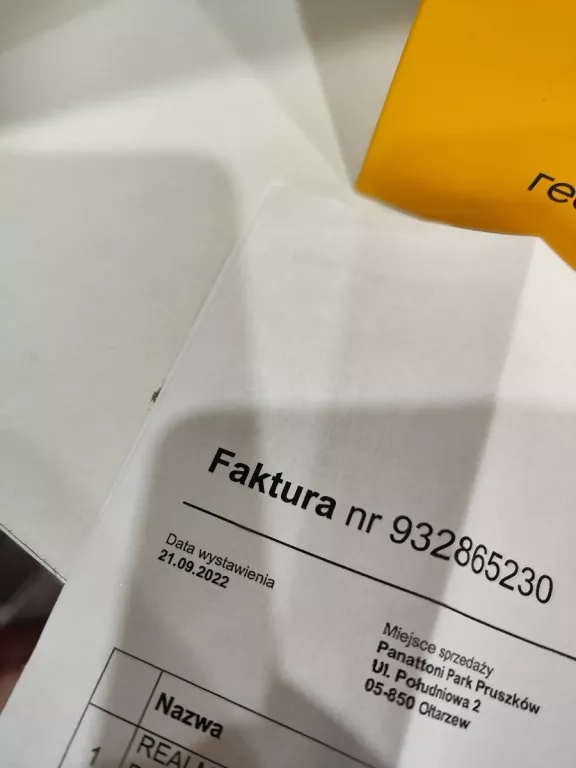 Faktura nr 932865230
Data wystawienia
21.09.2022
Miejsce sprzedaży
Panattoni Park Pruszków
Ul. Południowa 2
05-850 Ołtarzew
Nazwa
1